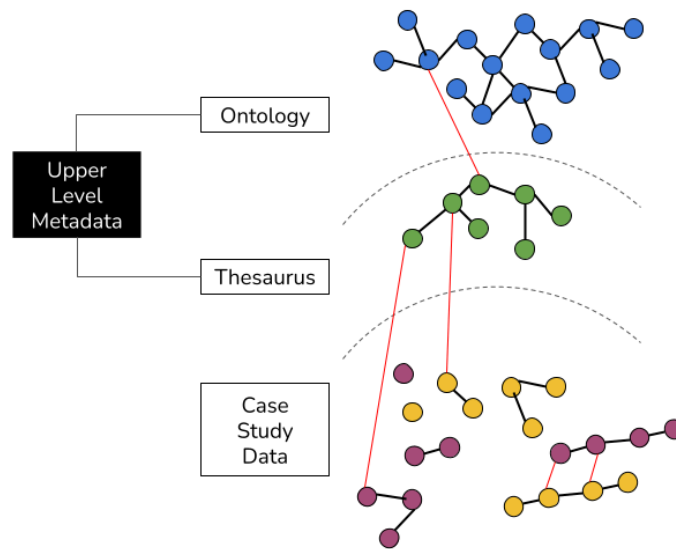 Ontology
Upper
Level
Metadata
Thesaurus
Case
Study
Data